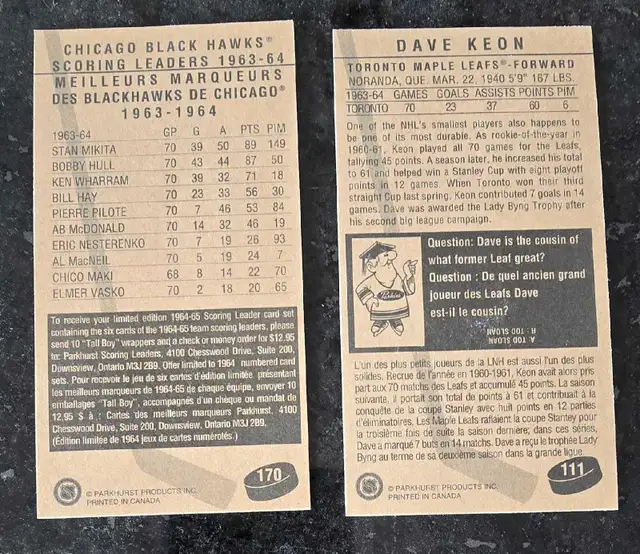 CHICAGO BLACK HAWKS®
SCORING LEADERS 1963-64
MEILLEURS MARQUEURS
DES BLACKHAWKS DE CHICAGO®
1963-1964
1963-64 GP G A PTS PIM
STAN MIKITA 70 39 50 89 149
BOBBY HULL 70 43 44 87 50
KEN WHARRAM 70 39 32 71 18
BILL HAY 70 23 33 56 30
PIERRE PILOTE 70 7 46 53 84
AB McDONALD 70 14 32 46 19
ERIC NESTERENKO 70 7 19 26 93
AL MacNEIL 70 5 19 24 7
CHICO MAKI 68 8 14 22 70
ELMER VASKO 70 2 18 20 65
To receive your limited edition 1964-65 Scoring Leader card set
containing the six cards of the 1964-65 team scoring leaders, please
send 10 "Tall Boy" wrappers and a check or money order for $12.95
to: Parkhurst Scoring Leaders, 4100 Chesswood Drive, Suite 200,
Downsview, Ontario M3J 2B9. Offer limited to 1964 numbered card
sets. Pour recevoir le jeu de six cartes d'édition limitée, présentant
les meilleurs marqueurs de 1964-65 de chaque équipe, envoyer 10
emballages "Tall Boy", accompagnés d'un chèque ou mandat de
12.95 $ à : Cartes des meilleurs marqueurs Parkhurst, 4100
Chesswood Drive, Suite 200, Downsview, Ontario M3J 2B9.
(Édition limitée de 1964 jeux de cartes numérotés.)
170
© PARKHURST PRODUCTS INC.
PRINTED IN CANADA
DAVE KEON
TORONTO MAPLE LEAFS®-FORWARD
NORANDA, QUE. MAR. 22, 1940 5'9" 167 LBS.
1963-64 GAMES GOALS ASSISTS POINTS PIM
TORONTO 70 23 37 60 6
One of the NHL's smallest players also happens to be
one of its most durable. As rookie-of-the-year in
1960-61, Keon played all 70 games for the Leafs,
tallying 45 points. A season later, he increased his total
to 61 and helped win a Stanley Cup with eight playoff
points in 12 games. When Toronto won their third
straight Cup last spring, Keon contributed 7 goals in 14
games. Dave was awarded the Lady Byng Trophy after
his second big league campaign.
Question: Dave is the cousin of
what former Leaf great?
Question : De quel ancien grand
joueur des Leafs Dave
est-il le cousin?
A TOD SLOAN
R : TOD SLOAN
Parkies
L'un des plus petits joueurs de la LNH est aussi l'un des plus
solides. Recrue de l'année en 1960-1961, Keon avait alors pris
part aux 70 matchs des Leafs et accumulé 45 points. La saison
suivante, il portait son total de points à 61 et contribuait à la
conquête de la coupe Stanley avec huit points en 12 parties
d'éliminatoires. Les Maple Leafs raflaient la coupe Stanley pour
la troisième fois de suite la saison dernière; dans ces séries,
Dave a marqué 7 buts en 14 matchs. Dave a reçu le trophée Lady
Byng au terme de sa deuxième saison dans la grande ligue.
111
© PARKHURST PRODUCTS INC.
PRINTED IN CANADA